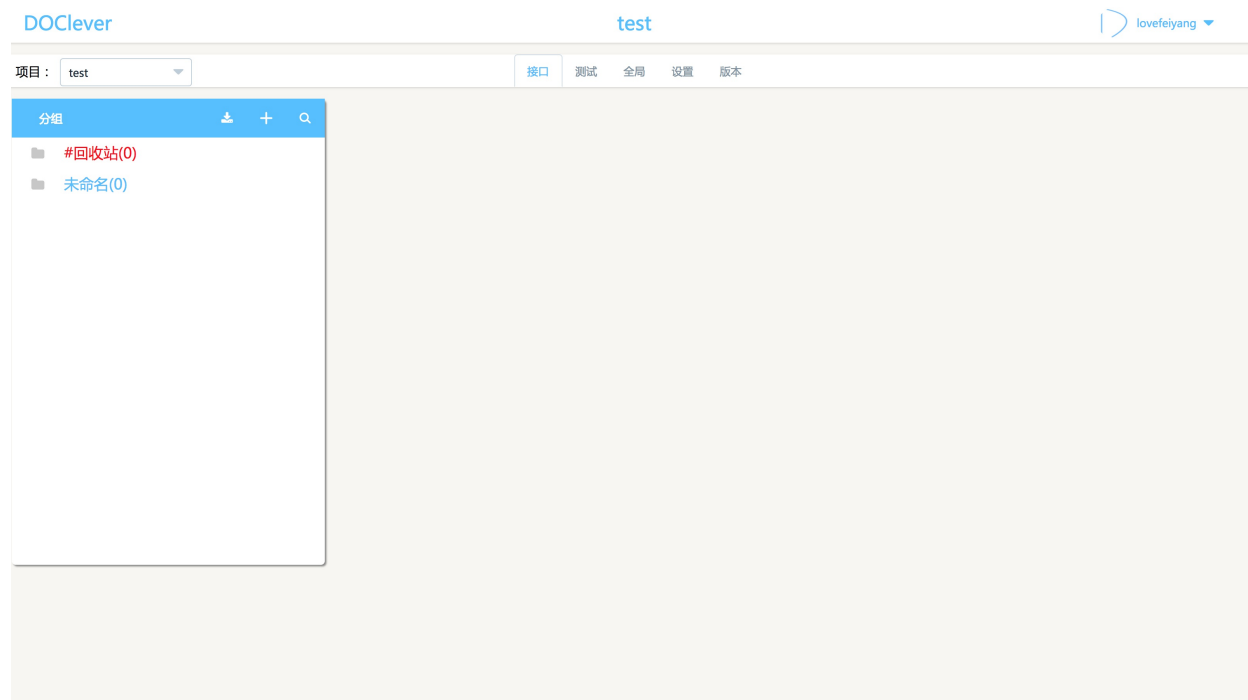 DOClever
test
lovefeiyang
项目：
test
接口
测试
全局
设置
版本
分组
#回收站(0)
未命名(0)